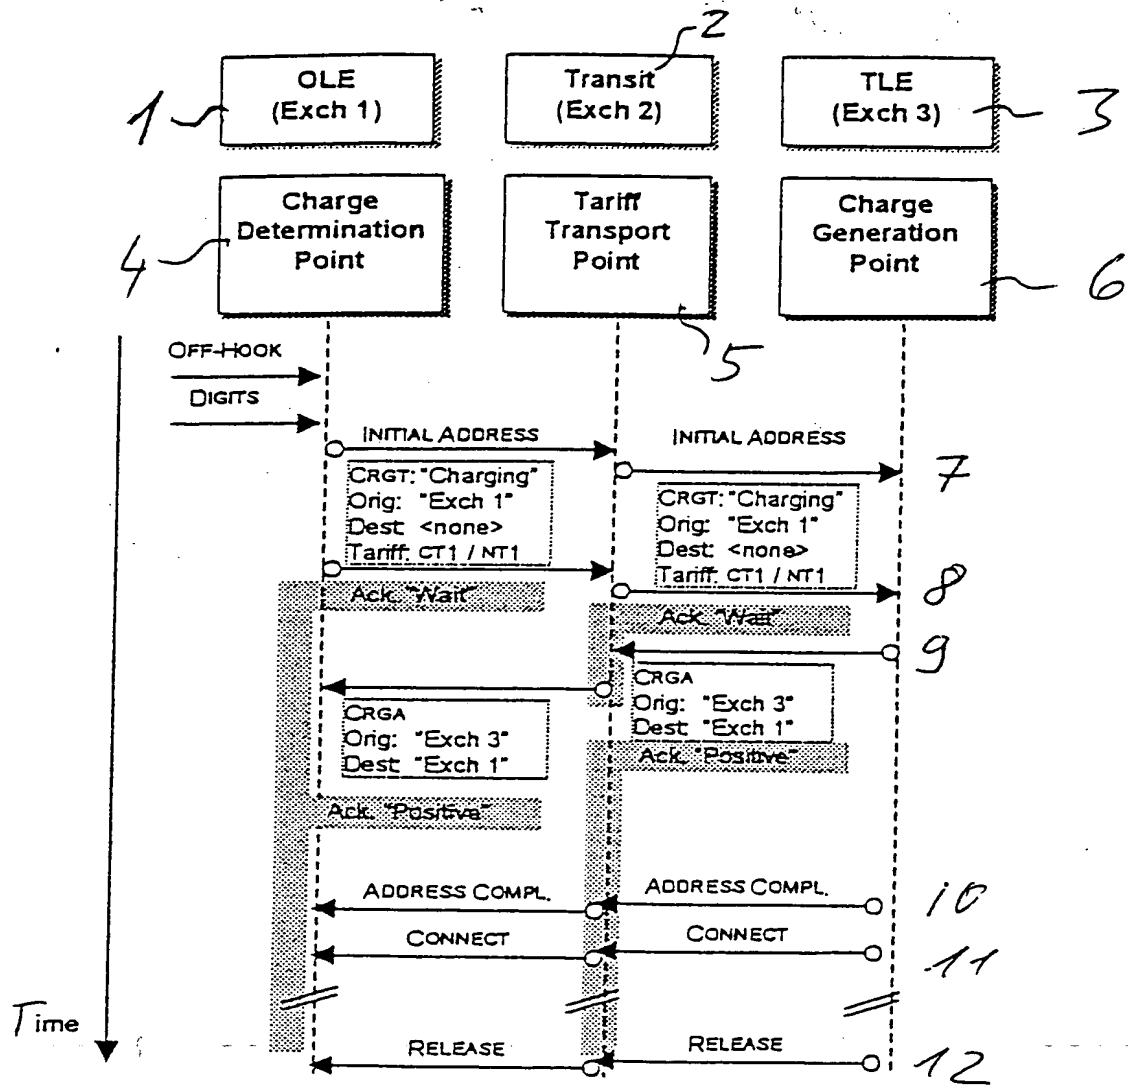 2
OLE
(Exch 1)
Transit
(Exch 2)
TLE
(Exch 3)
1
3
Charge
Determination
Point
Tariff
Transport
Point
Charge
Generation
Point
4
5
6
OFF-HOOK
DIGITS
INITIAL ADDRESS
INITIAL ADDRESS
7
CRGT: "Charging"
Orig: "Exch 1"
Dest: <none>
Tariff: CT1 / NT1
CRGT: "Charging"
Orig: "Exch 1"
Dest: <none>
Tariff: CT1 / NT1
8
Ack. "Wait"
Ack. "Wait"
9
CRGA
Orig: "Exch 3"
Dest "Exch 1"
CRGA
Orig: "Exch 3"
Dest "Exch 1"
Ack. "Positive"
Ack. "Positive"
ADDRESS COMPL.
ADDRESS COMPL.
10
CONNECT
CONNECT
11
Time
RELEASE
RELEASE
12